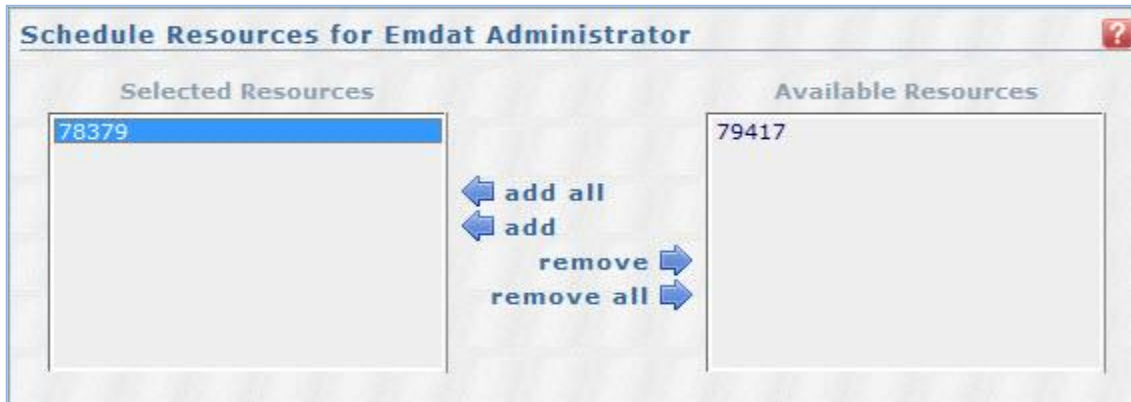 Schedule Resources for Emdat Administrator
?
Selected Resources
Available Resources
78379
79417
add all
add
remove
remove all